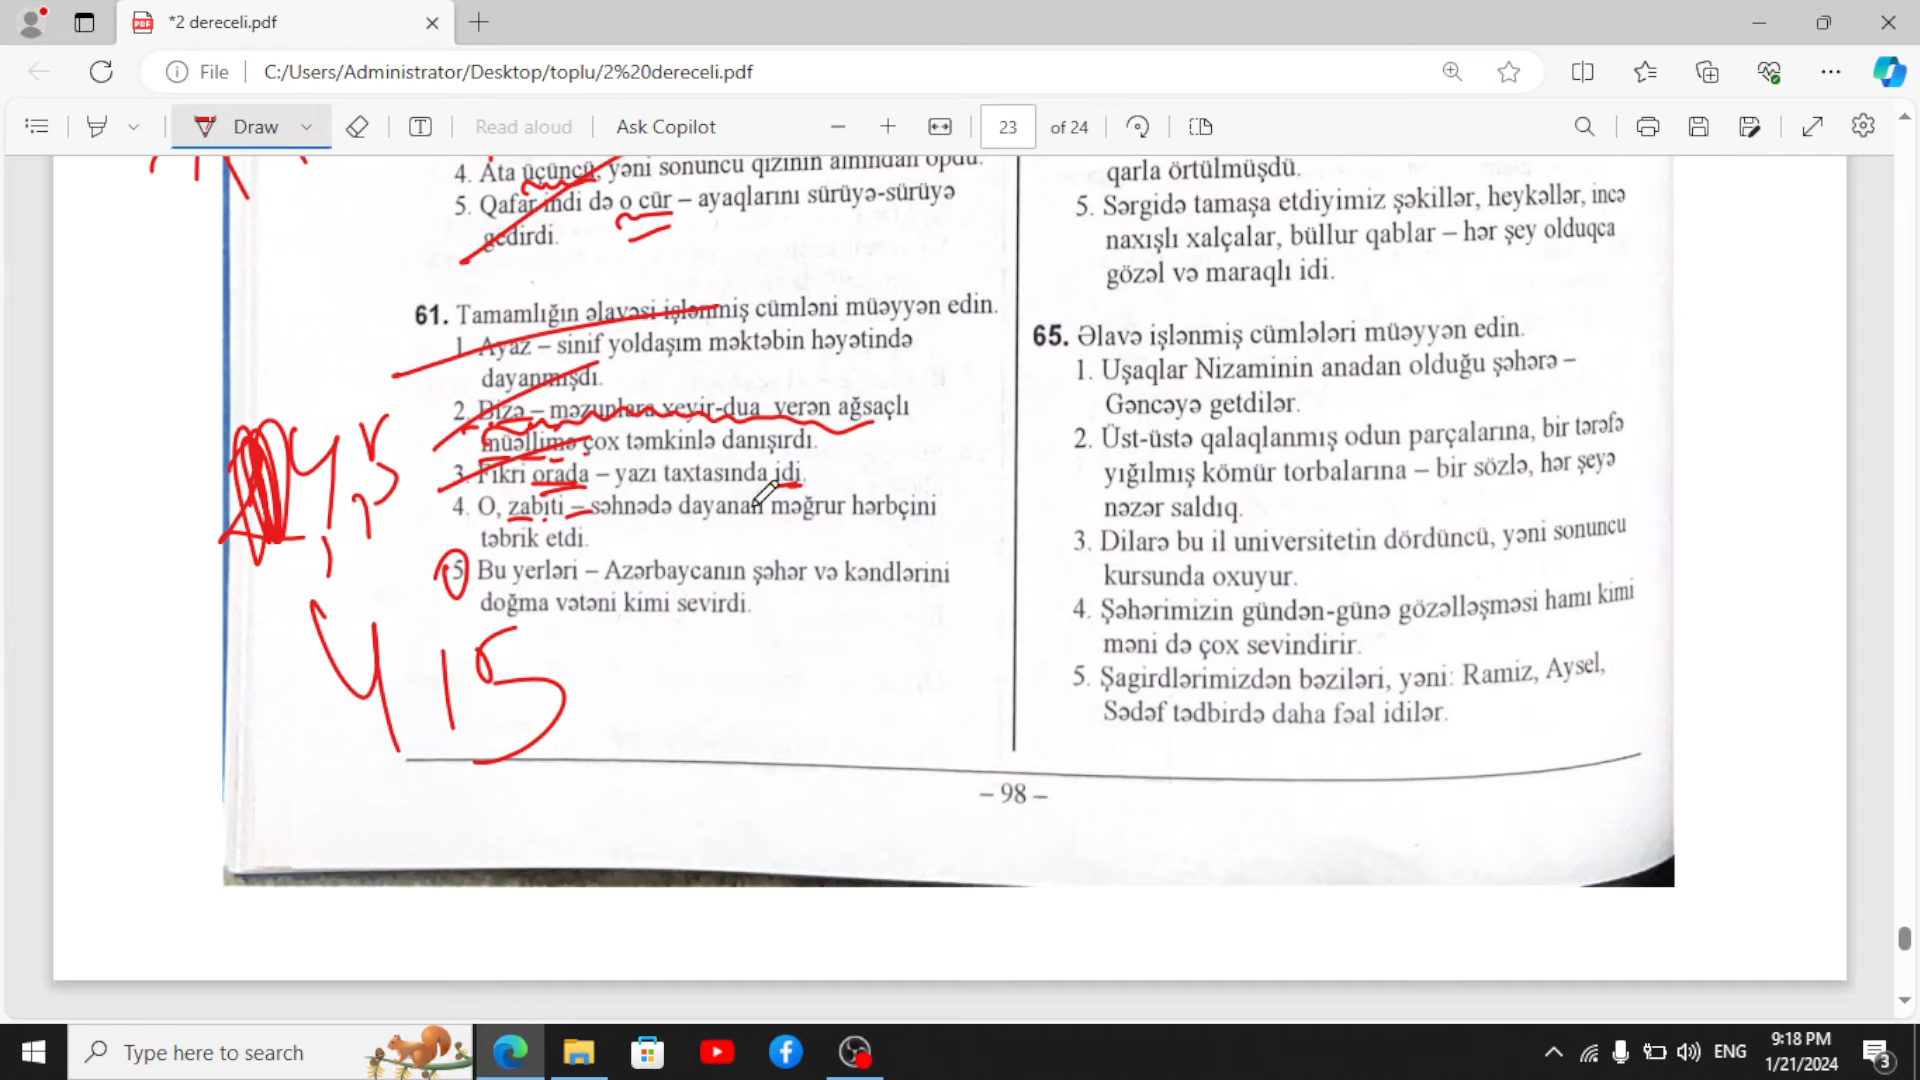 *2 dereceli.pdf
File
C:/Users/Administrator/Desktop/toplu/2%20dereceli.pdf
Draw
Read aloud
Ask Copilot
23
of 24
4. Ata üçüncü, yəni sonuncu qızının alnından öpdü.
5. Qafar indi də o cür – ayaqlarını sürüyə-sürüyə
gedirdi.
61. Tamamlığın əlavəsi işlənmiş cümləni müəyyən edin.
1. Ayaz – sinif yoldaşım məktəbin həyətində
dayanmışdı.
2. Bizə – məzunlara xeyir-dua verən ağsaçlı
müəllimə çox təmkinlə danışırdı.
3. Fikri orada – yazı taxtasında idi.
4. O, zabiti – səhnədə dayanan məğrur hərbçini
təbrik etdi.
5. Bu yerləri – Azərbaycanın şəhər və kəndlərini
doğma vətəni kimi sevirdi.
4,5
4 15
qarla örtülmüşdü.
5. Sərgidə tamaşa etdiyimiz şəkillər, heykəllər, incə
naxışlı xalçalar, büllur qablar – hər şey olduqca
gözəl və maraqlı idi.
65. Əlavə işlənmiş cümlələri müəyyən edin.
1. Uşaqlar Nizaminin anadan olduğu şəhərə –
Gəncəyə getdilər.
2. Üst-üstə qalaqlanmış odun parçalarına, bir tərəfə
yığılmış kömür torbalarına – bir sözlə, hər şeyə
nəzər saldıq.
3. Dilarə bu il universitetin dördüncü, yəni sonuncu
kursunda oxuyur.
4. Şəhərimizin gündən-günə gözəlləşməsi hamı kimi
məni də çox sevindirir.
5. Şagirdlərimizdən bəziləri, yəni: Ramiz, Aysel,
Sədəf tədbirdə daha fəal idilər.
– 98 –
Type here to search
ENG
9:18 PM
1/21/2024
3